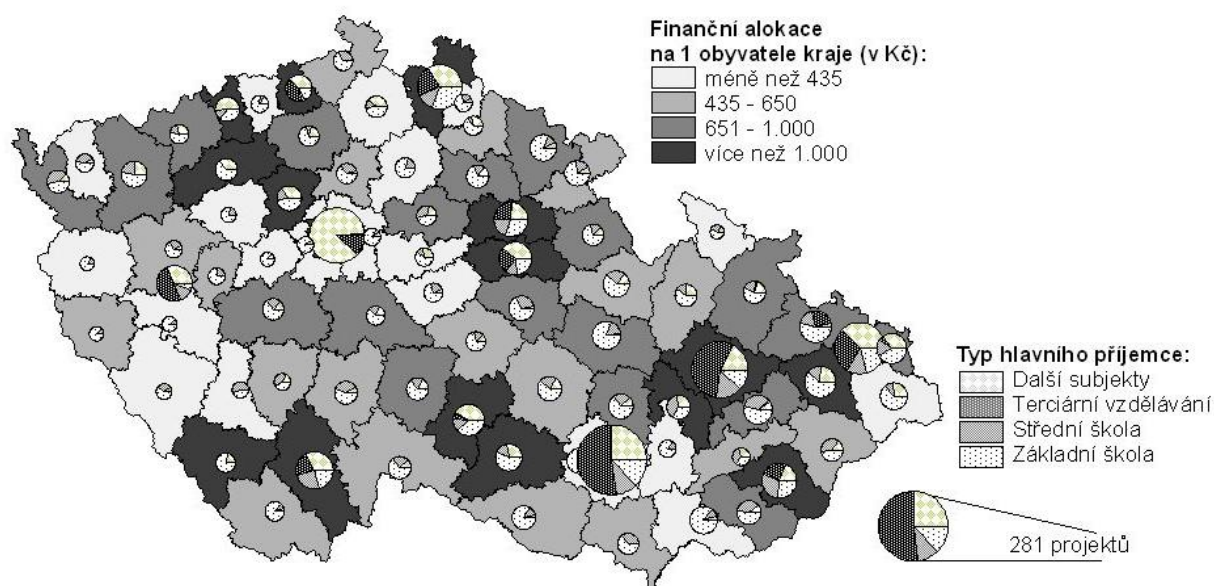 Finanční alokace
na 1 obyvatele kraje (v Kč):
méně než 435
435 - 650
651 - 1.000
více než 1.000
Typ hlavního příjemce:
Další subjekty
Terciární vzdělávání
Střední škola
Základní škola
281 projektů